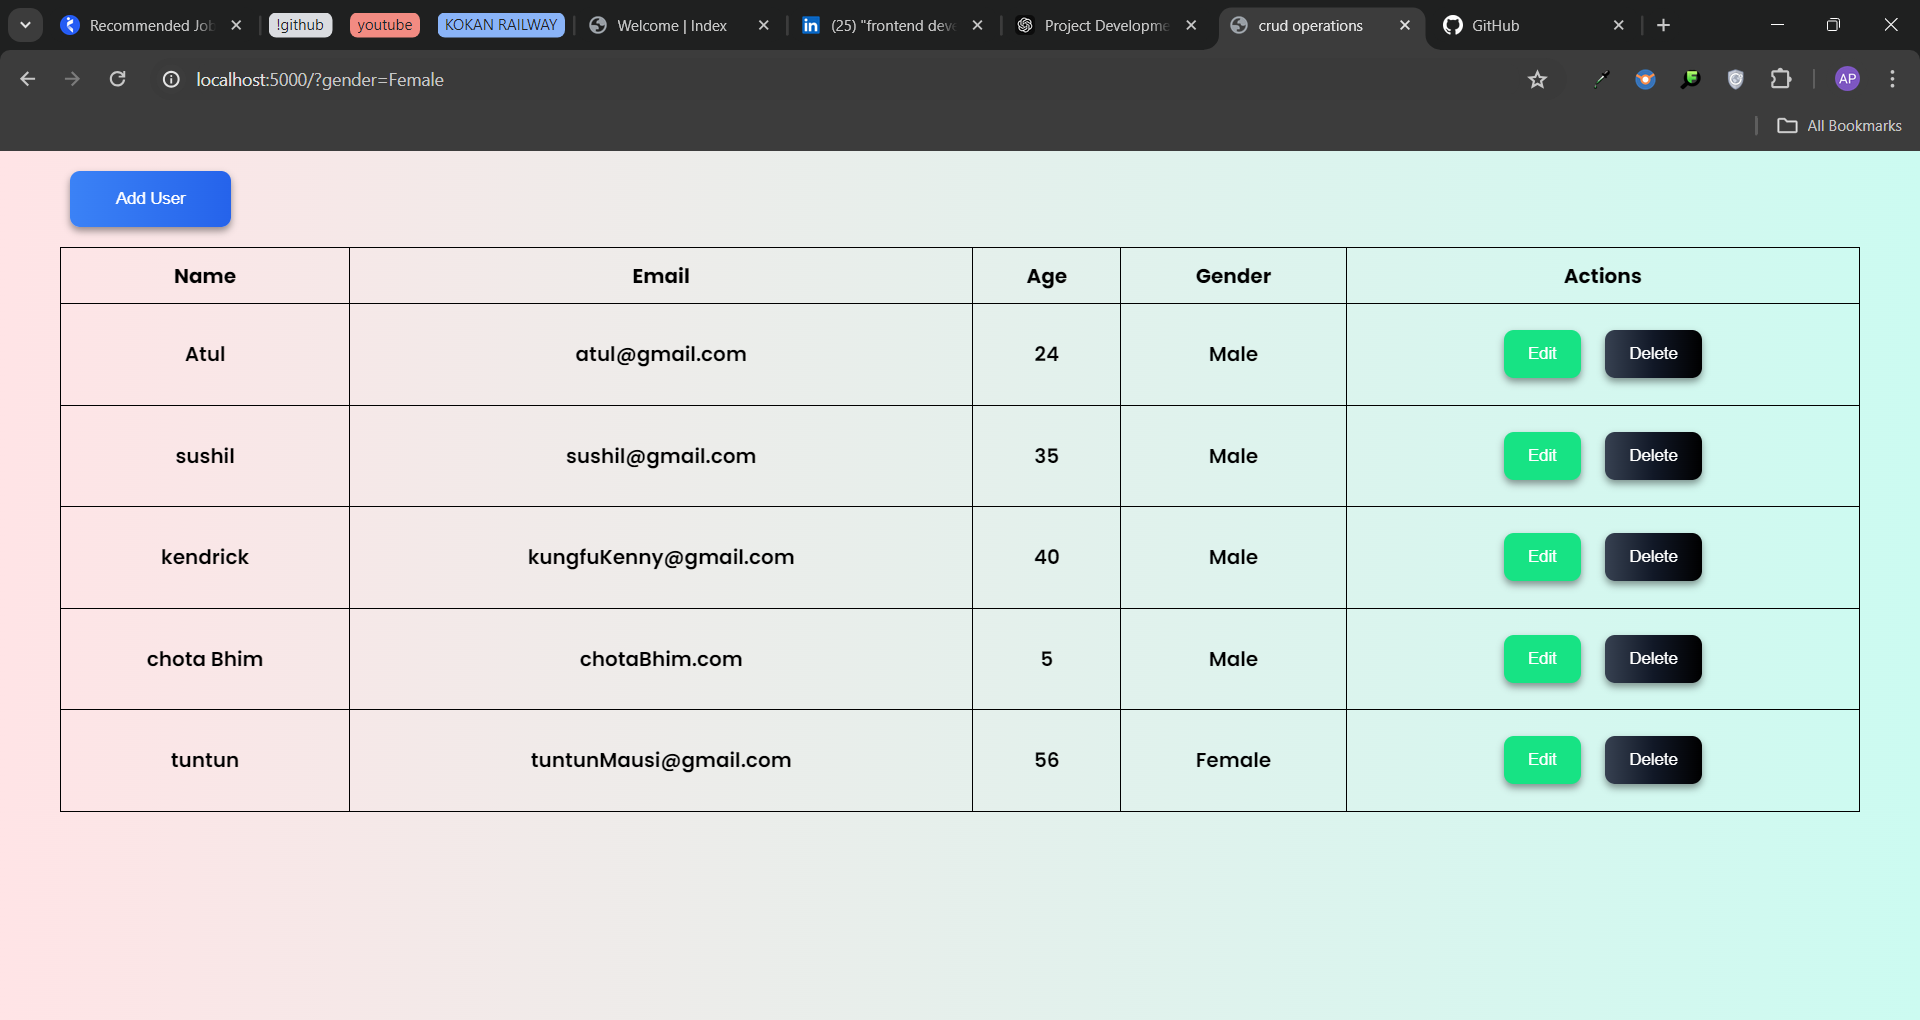 Recommended Job
!github
youtube
KOKAN RAILWAY
Welcome | Index
in (25) "frontend deve
Project Developme
crud operations
GitHub
localhost:5000/?gender=Female
AP
All Bookmarks
Add User
Name Email Age Gender Actions
Atul atul@gmail.com 24 Male Edit Delete
sushil sushil@gmail.com 35 Male Edit Delete
kendrick kungfuKenny@gmail.com 40 Male Edit Delete
chota Bhim chotaBhim.com 5 Male Edit Delete
tuntun tuntunMausi@gmail.com 56 Female Edit Delete